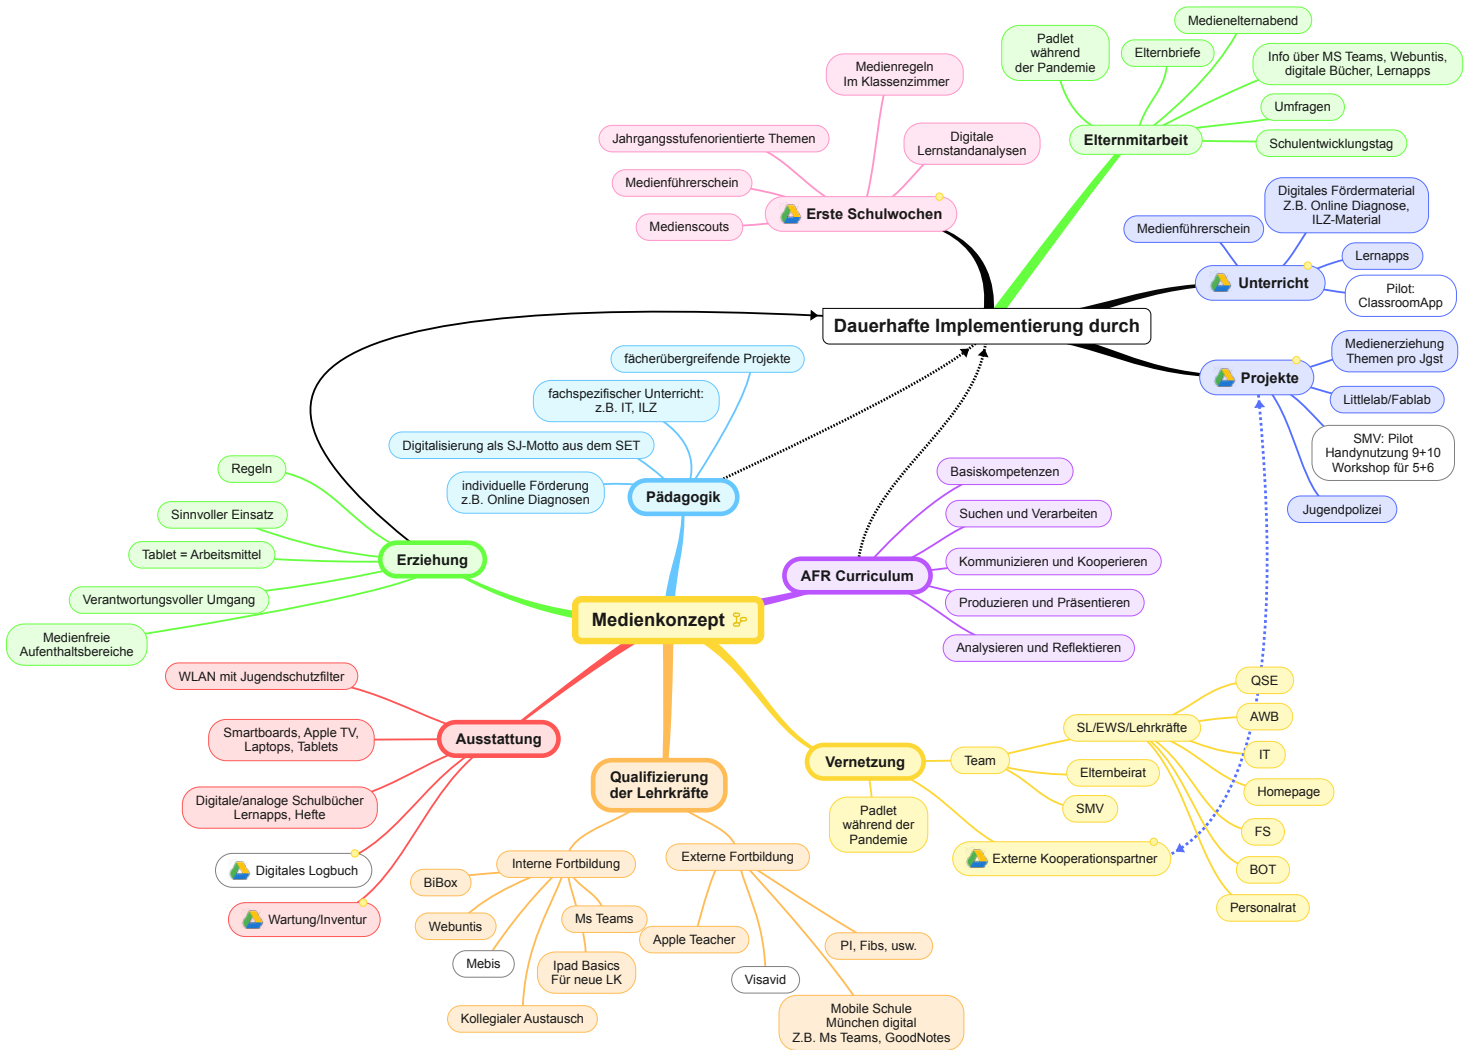 Medienelternabend
Padlet
während
der Pandemie
Elternbriefe
Info über MS Teams, Webuntis,
digitale Bücher, Lernapps
Umfragen
Elternmitarbeit
Schulentwicklungstag
Medienregeln
Im Klassenzimmer
Jahrgangsstufenorientierte Themen
Digitale
Lernstandanalysen
Medienführerschein
Medienscouts
Erste Schulwochen
Digitales Fördermaterial
Z.B. Online Diagnose,
ILZ-Material
Medienführerschein
Lernapps
Unterricht
Pilot:
ClassroomApp
Dauerhafte Implementierung durch
Medienerziehung
Themen pro Jgst
Projekte
Littlelab/Fablab
SMV: Pilot
Handynutzung 9+10
Workshop für 5+6
Jugendpolizei
fächerübergreifende Projekte
fachspezifischer Unterricht:
z.B. IT, ILZ
Digitalisierung als SJ-Motto aus dem SET
individuelle Förderung
z.B. Online Diagnosen
Pädagogik
Regeln
Sinnvoller Einsatz
Tablet = Arbeitsmittel
Verantwortungsvoller Umgang
Medienfreie
Aufenthaltsbereiche
Erziehung
Basiskompetenzen
Suchen und Verarbeiten
Kommunizieren und Kooperieren
Produzieren und Präsentieren
Analysieren und Reflektieren
AFR Curriculum
Medienkonzept
WLAN mit Jugendschutzfilter
Smartboards, Apple TV,
Laptops, Tablets
Digitale/analoge Schulbücher
Lernapps, Hefte
Digitales Logbuch
Wartung/Inventur
Ausstattung
Qualifizierung
der Lehrkräfte
Interne Fortbildung
BiBox
Webuntis
Mebis
Kollegialer Austausch
Ms Teams
Ipad Basics
Für neue LK
Externe Fortbildung
Apple Teacher
Visavid
Mobile Schule
München digital
Z.B. Ms Teams, GoodNotes
PI, Fibs, usw.
Vernetzung
Padlet
während der
Pandemie
Team
SL/EWS/Lehrkräfte
Elternbeirat
SMV
Externe Kooperationspartner
QSE
AWB
IT
Homepage
FS
BOT
Personalrat